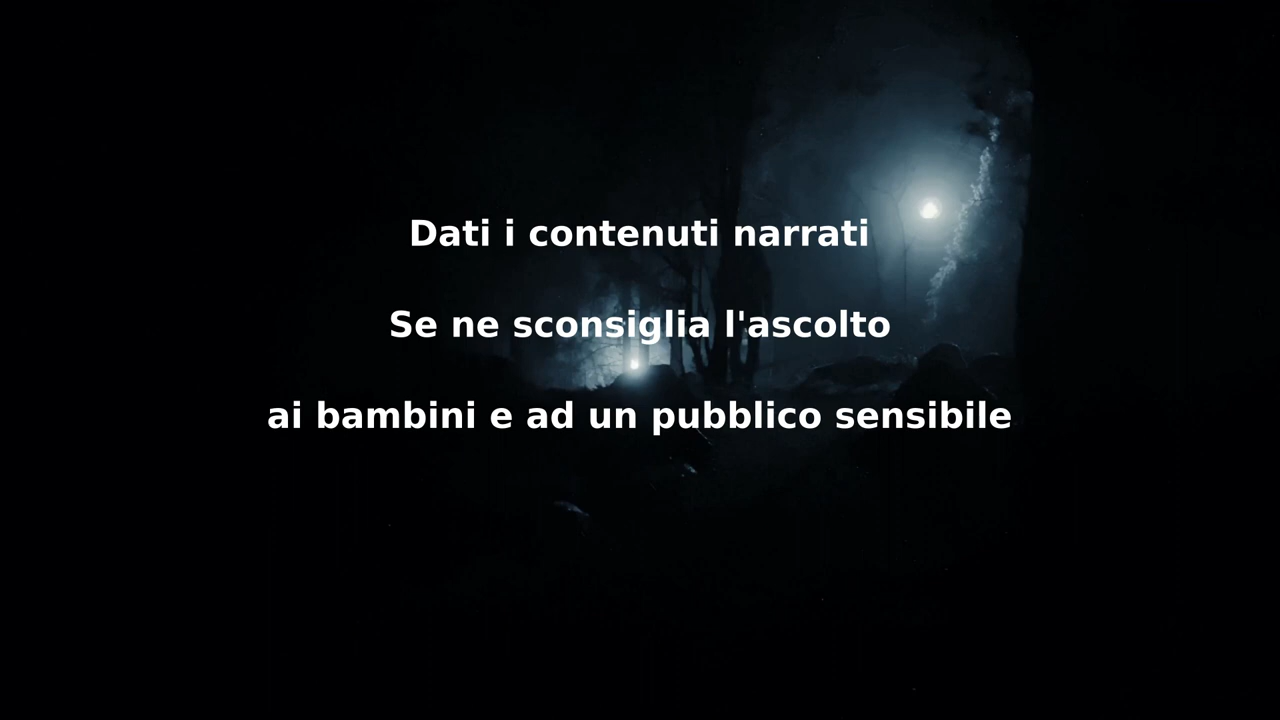 Dati i contenuti narrati
Se ne sconsiglia l'ascolto
ai bambini e ad un pubblico sensibile